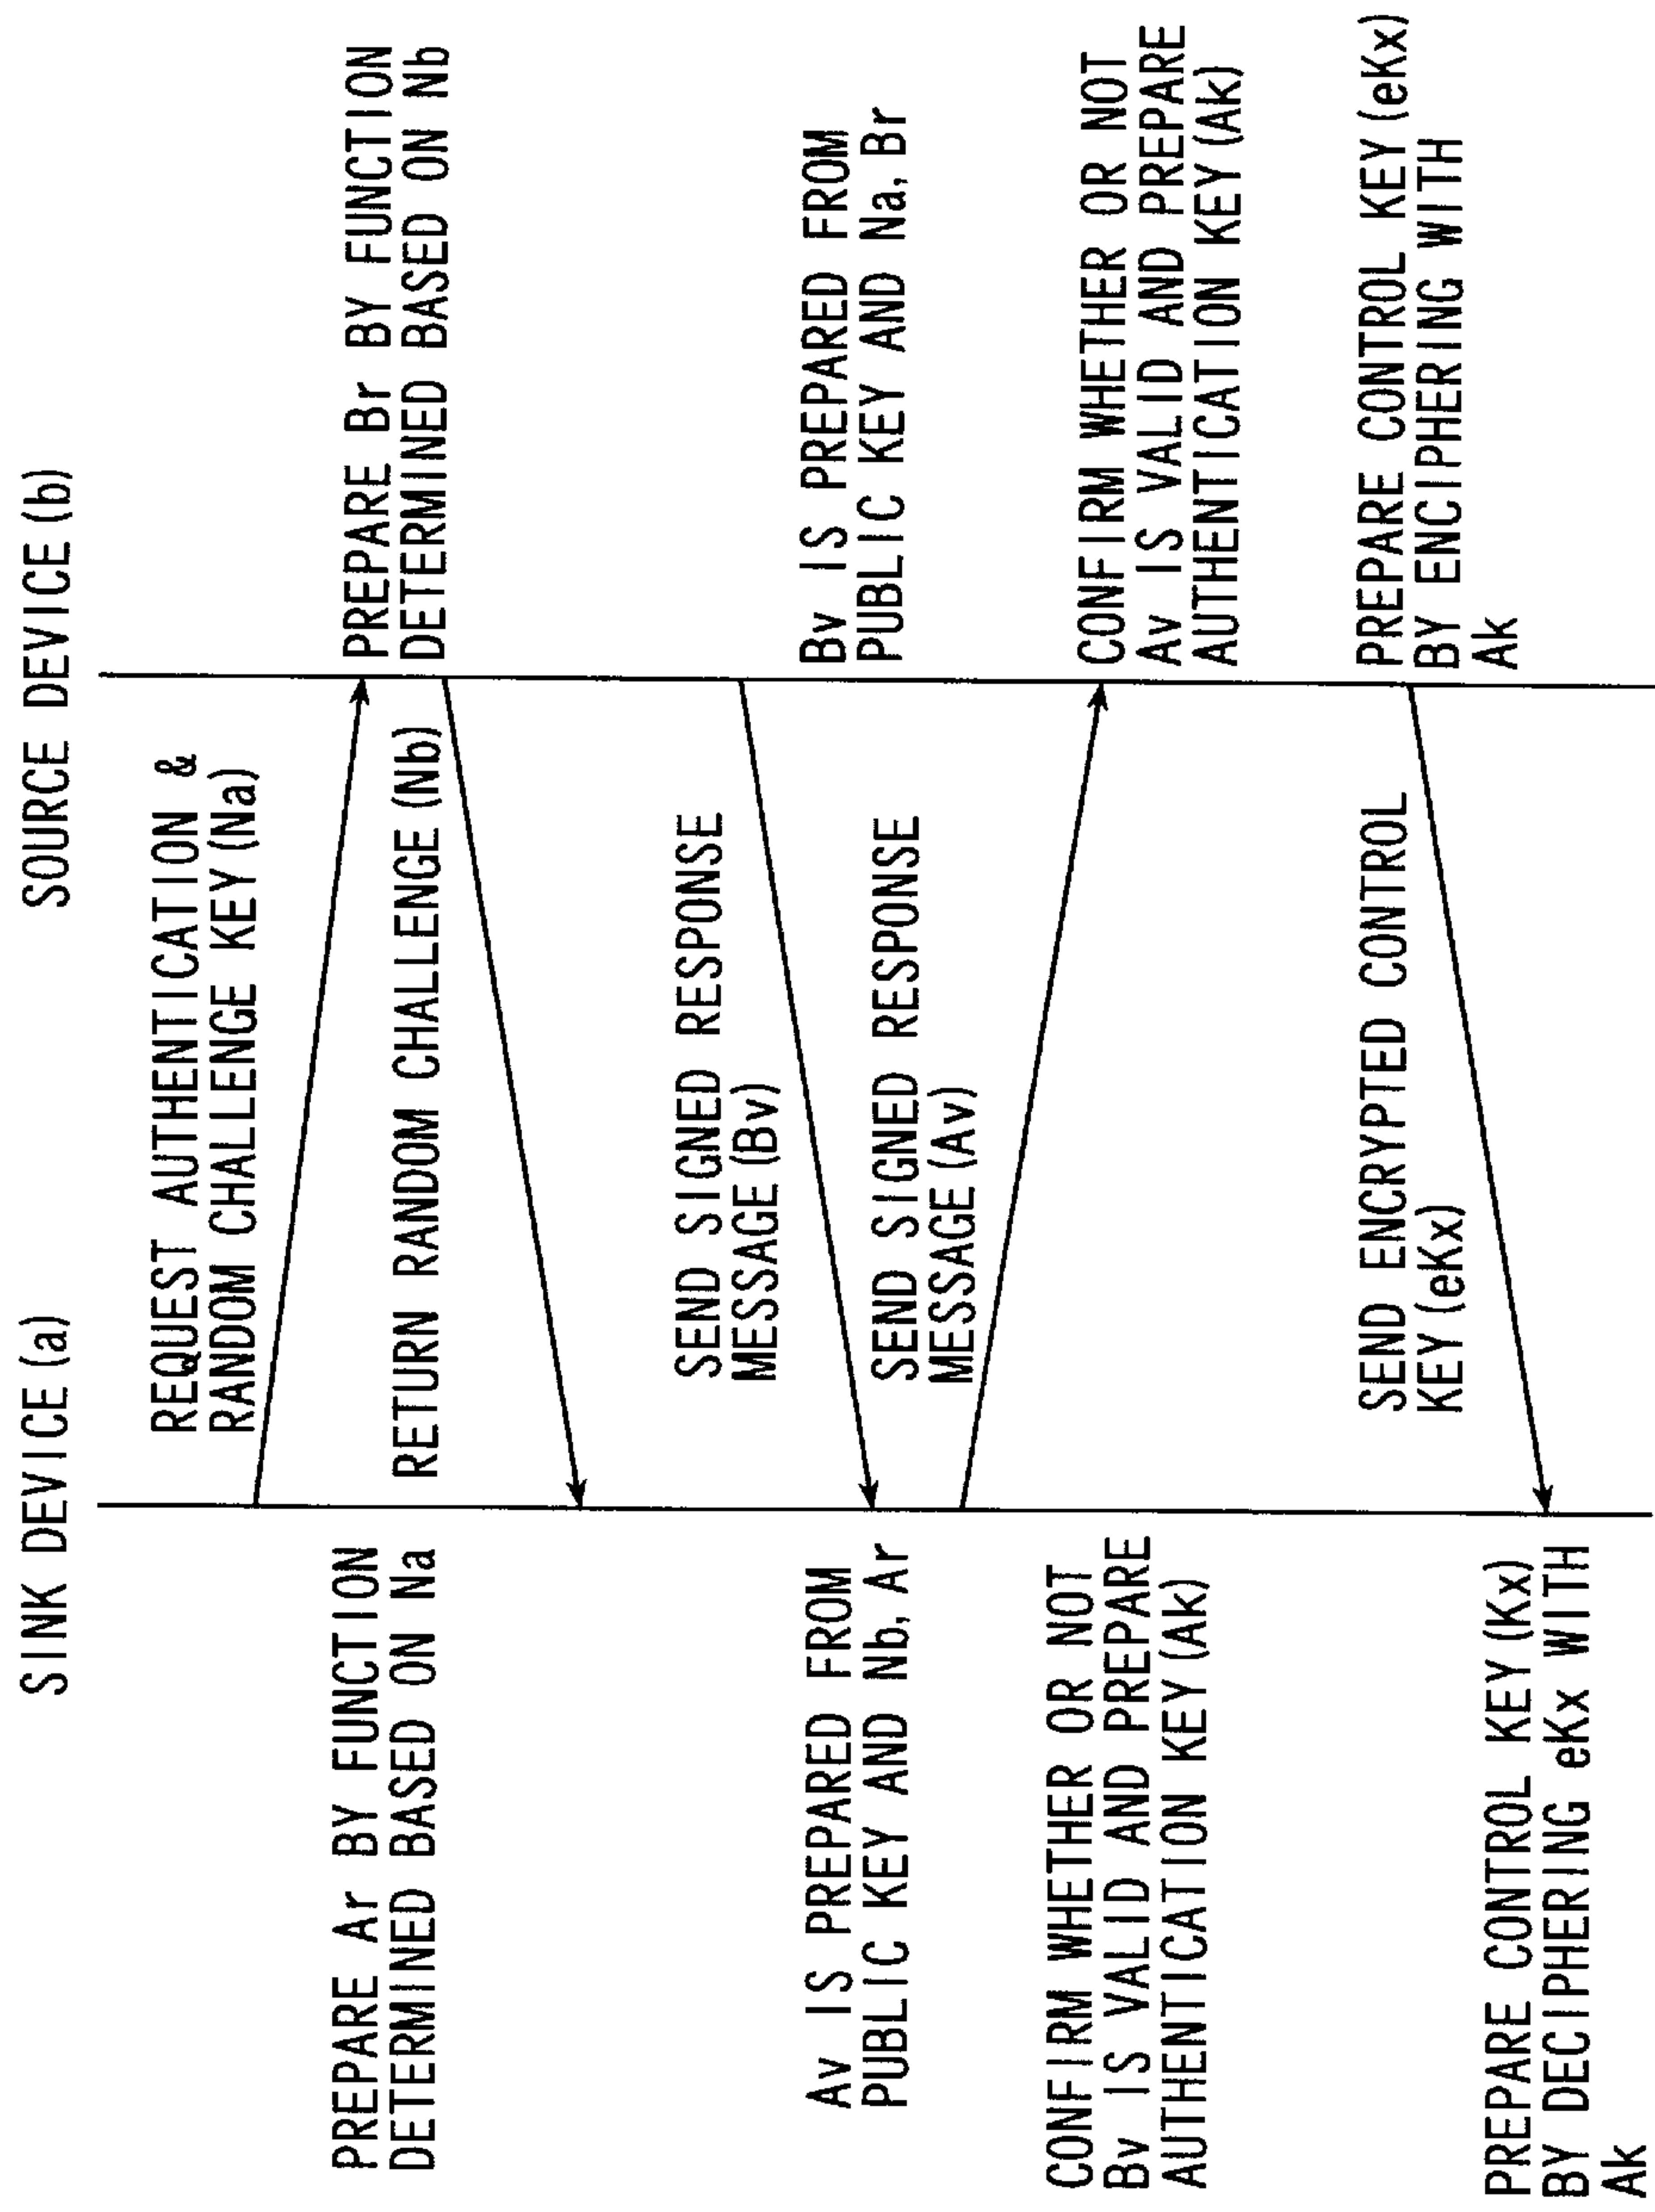 SINK DEVICE (a)
SOURCE DEVICE (b)
REQUEST AUTHENTICATION &
RANDOM CHALLENGE KEY (Na)
PREPARE Ar BY FUNCTION
DETERMINED BASED ON Na
PREPARE Br BY FUNCTION
DETERMINED BASED ON Nb
RETURN RANDOM CHALLENGE (Nb)
SEND SIGNED RESPONSE
MESSAGE (Bv)
Av IS PREPARED FROM
PUBLIC KEY AND Nb, Ar
Bv IS PREPARED FROM
PUBLIC KEY AND Na, Br
SEND SIGNED RESPONSE
MESSAGE (Av)
CONFIRM WHETHER OR NOT
Bv IS VALID AND PREPARE
AUTHENTICATION KEY (Ak)
CONFIRM WHETHER OR NOT
Av IS VALID AND PREPARE
AUTHENTICATION KEY (Ak)
SEND ENCRYPTED CONTROL
KEY (eKx)
PREPARE CONTROL KEY (eKx)
BY ENCIPHERING WITH
Ak
PREPARE CONTROL KEY (Kx)
BY DECIPHERING eKx WITH
Ak